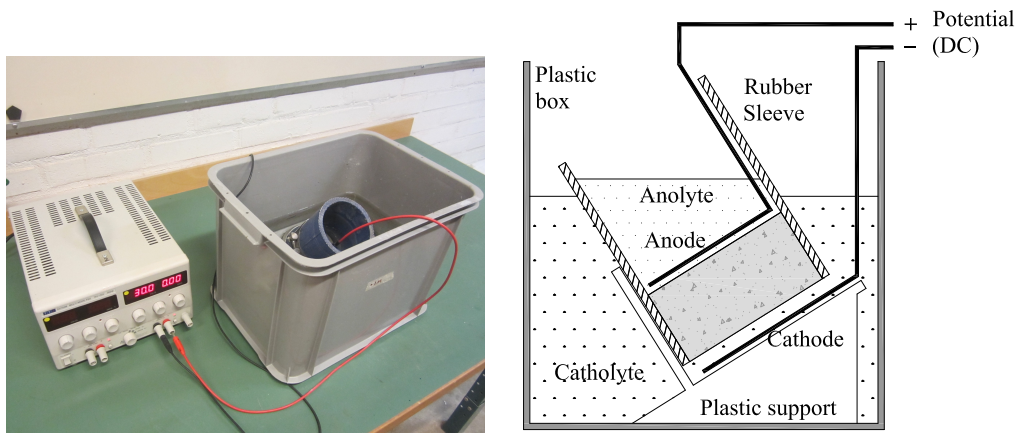 30.0 0.00
+ Potential
− (DC)
Plastic
box
Rubber
Sleeve
Anolyte
Anode
Cathode
Catholyte
Plastic support